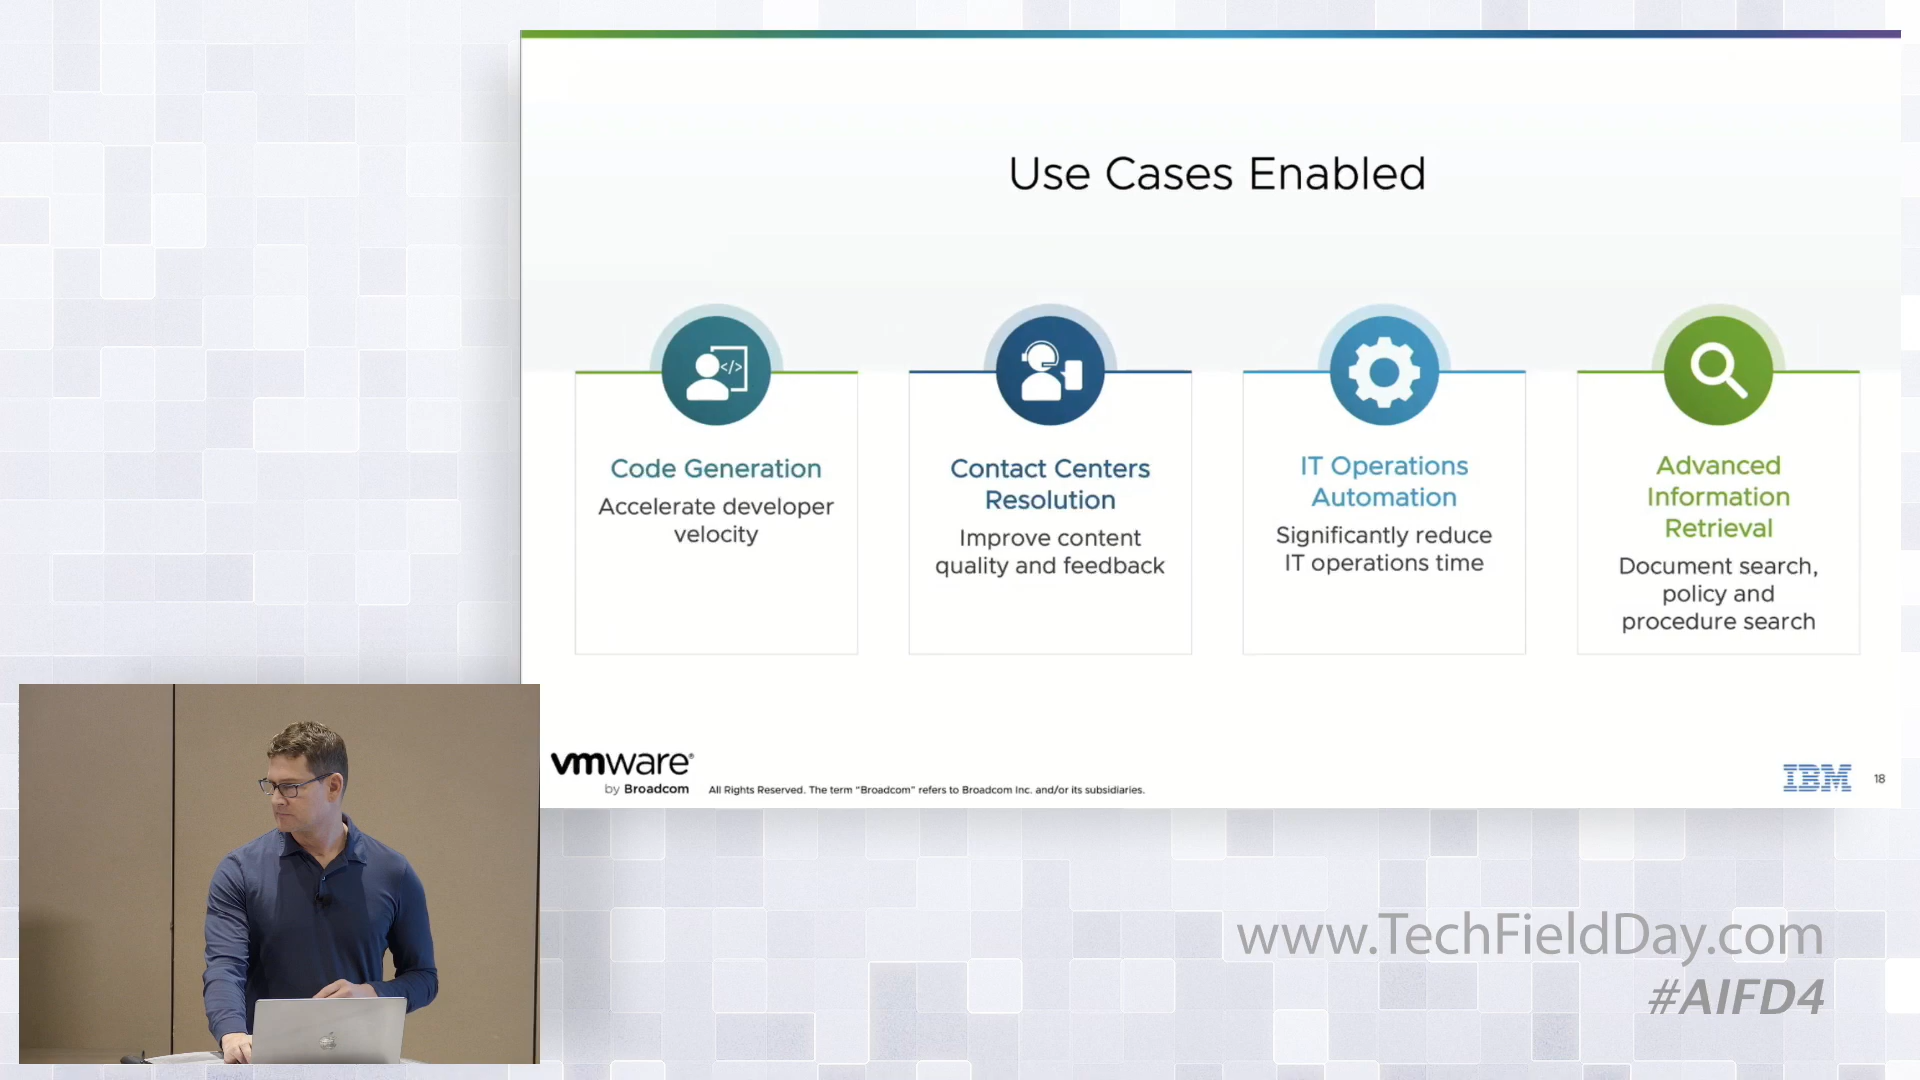 Use Cases Enabled
</>
Code Generation
Accelerate developer
velocity
Contact Centers
Resolution
Improve content
quality and feedback
IT Operations
Automation
Significantly reduce
IT operations time
Advanced
Information
Retrieval
Document search,
policy and
procedure search
vmware®
by Broadcom
All Rights Reserved. The term "Broadcom" refers to Broadcom Inc. and/or its subsidiaries.
IBM
18
www.TechFieldDay.com
#AIFD4